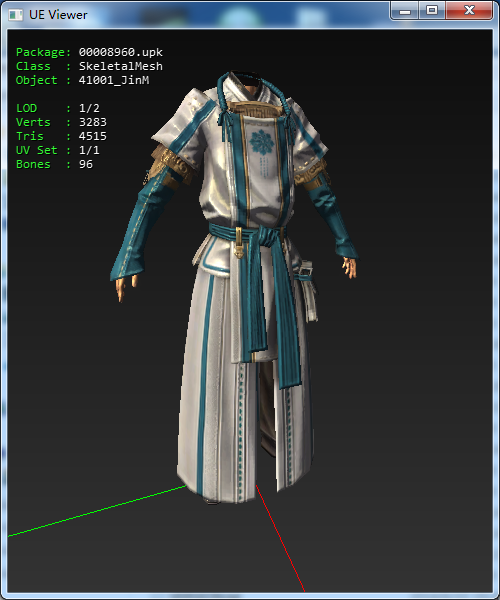 UE Viewer
Package: 00008960.upk
Class : SkeletalMesh
Object : 41001_JinM
LOD : 1/2
Verts : 3283
Tris : 4515
UV Set : 1/1
Bones : 96